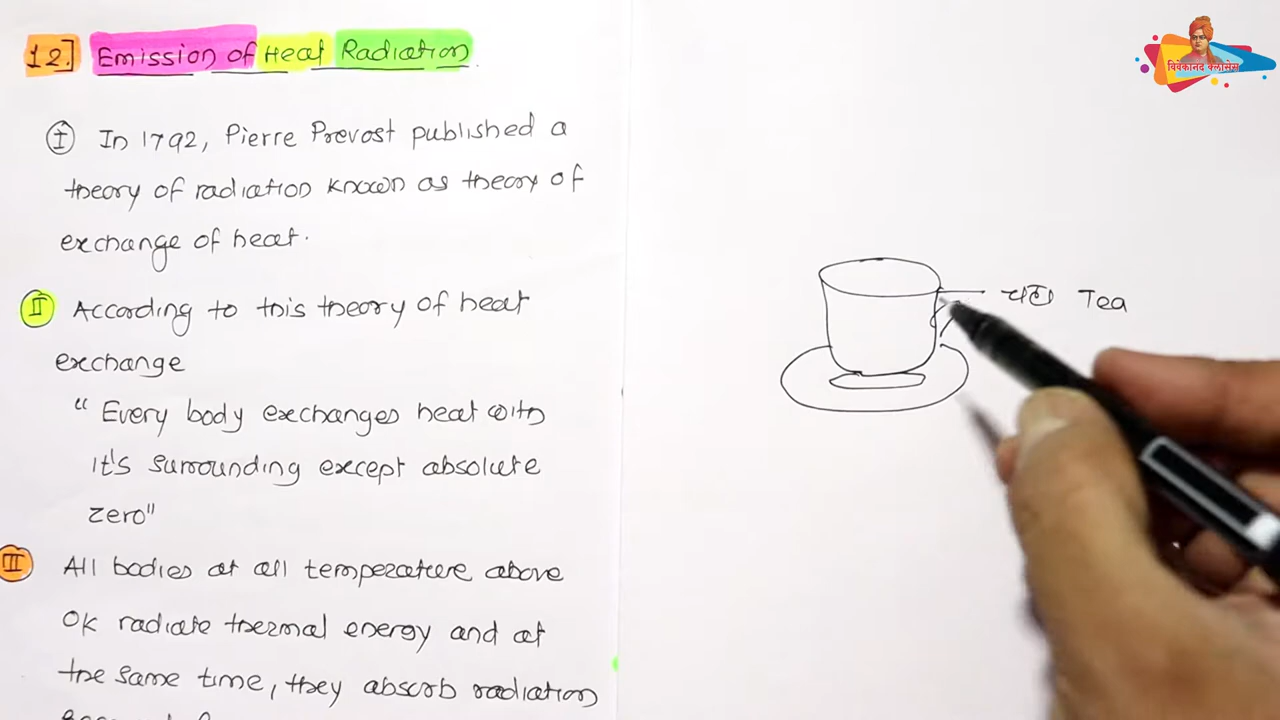 12.] Emission of Heat Radiation
I In 1792, Pierre Prevost published a
theory of radiation known as theory of
exchange of heat.
II According to this theory of heat
exchange
" Every body exchanges heat with
it's surrounding except absolute
zero"
III All bodies at all temperature above
0K radiate thermal energy and at
the same time, they absorb radiation
चहा Tea
विवेकानंद क्लासेस